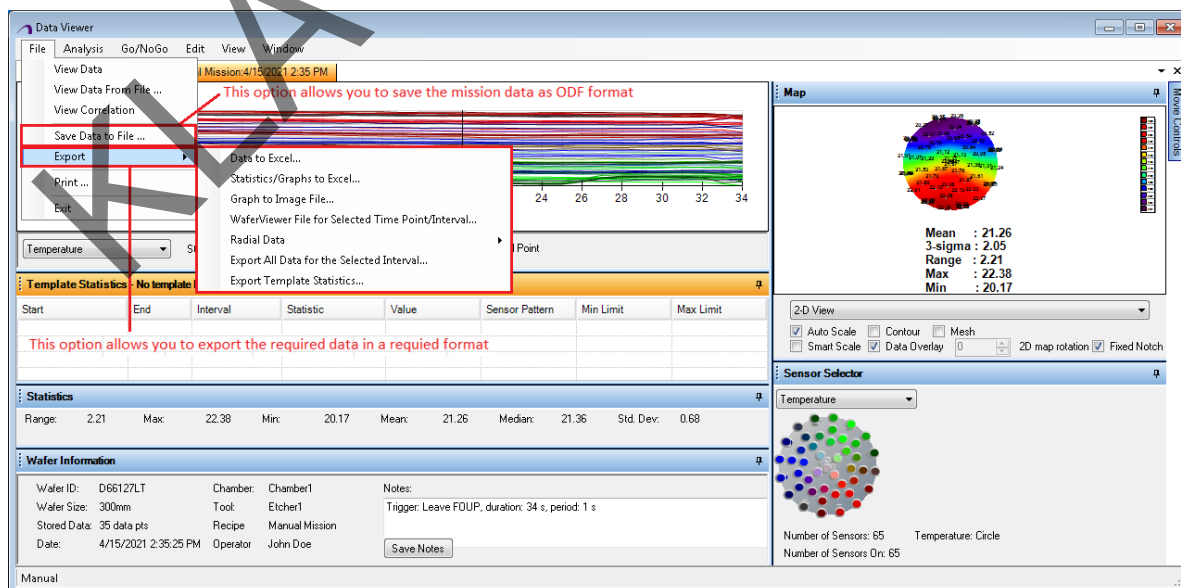 Data Viewer
File Analysis Go/NoGo Edit View Window
View Data
View Data From File ...
View Correlation
Save Data to File ...
Export
Print ...
Exit
l Mission:4/15/2021 2:35 PM
This option allows you to save the mission data as ODF format
Data to Excel...
Statistics/Graphs to Excel...
Graph to Image File...
WaferViewer File for Selected Time Point/Interval...
Radial Data
Export All Data for the Selected Interval...
Export Template Statistics...
24 26 28 30 32 34
Temperature
Point
Template Statistics - No template
Start End Interval Statistic Value Sensor Pattern Min Limit Max Limit
This option allows you to export the required data in a requied format
Statistics
Range: 2.21 Max: 22.38 Min: 20.17 Mean: 21.26 Median: 21.36 Std. Dev: 0.68
Wafer Information
Wafer ID: D66127LT Chamber: Chamber1 Notes:
Wafer Size: 300mm Tool: Etcher1 Trigger: Leave FOUP, duration: 34 s, period: 1 s
Stored Data: 35 data pts Recipe Manual Mission
Date: 4/15/2021 2:35:25 PM Operator John Doe Save Notes
Manual
Map
Move Controls
Mean : 21.26
3-sigma : 2.05
Range : 2.21
Max : 22.38
Min : 20.17
2-D View
Auto Scale Contour Mesh
Smart Scale Data Overlay 0 2D map rotation Fixed Notch
Sensor Selector
Temperature
Number of Sensors: 65 Temperature: Circle
Number of Sensors On: 65
KLA